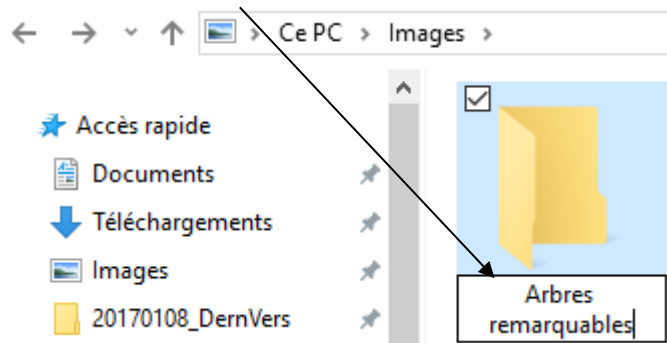 Ce PC > Images >
Accès rapide
Documents
Téléchargements
Images
20170108_DernVers
Arbres
remarquables